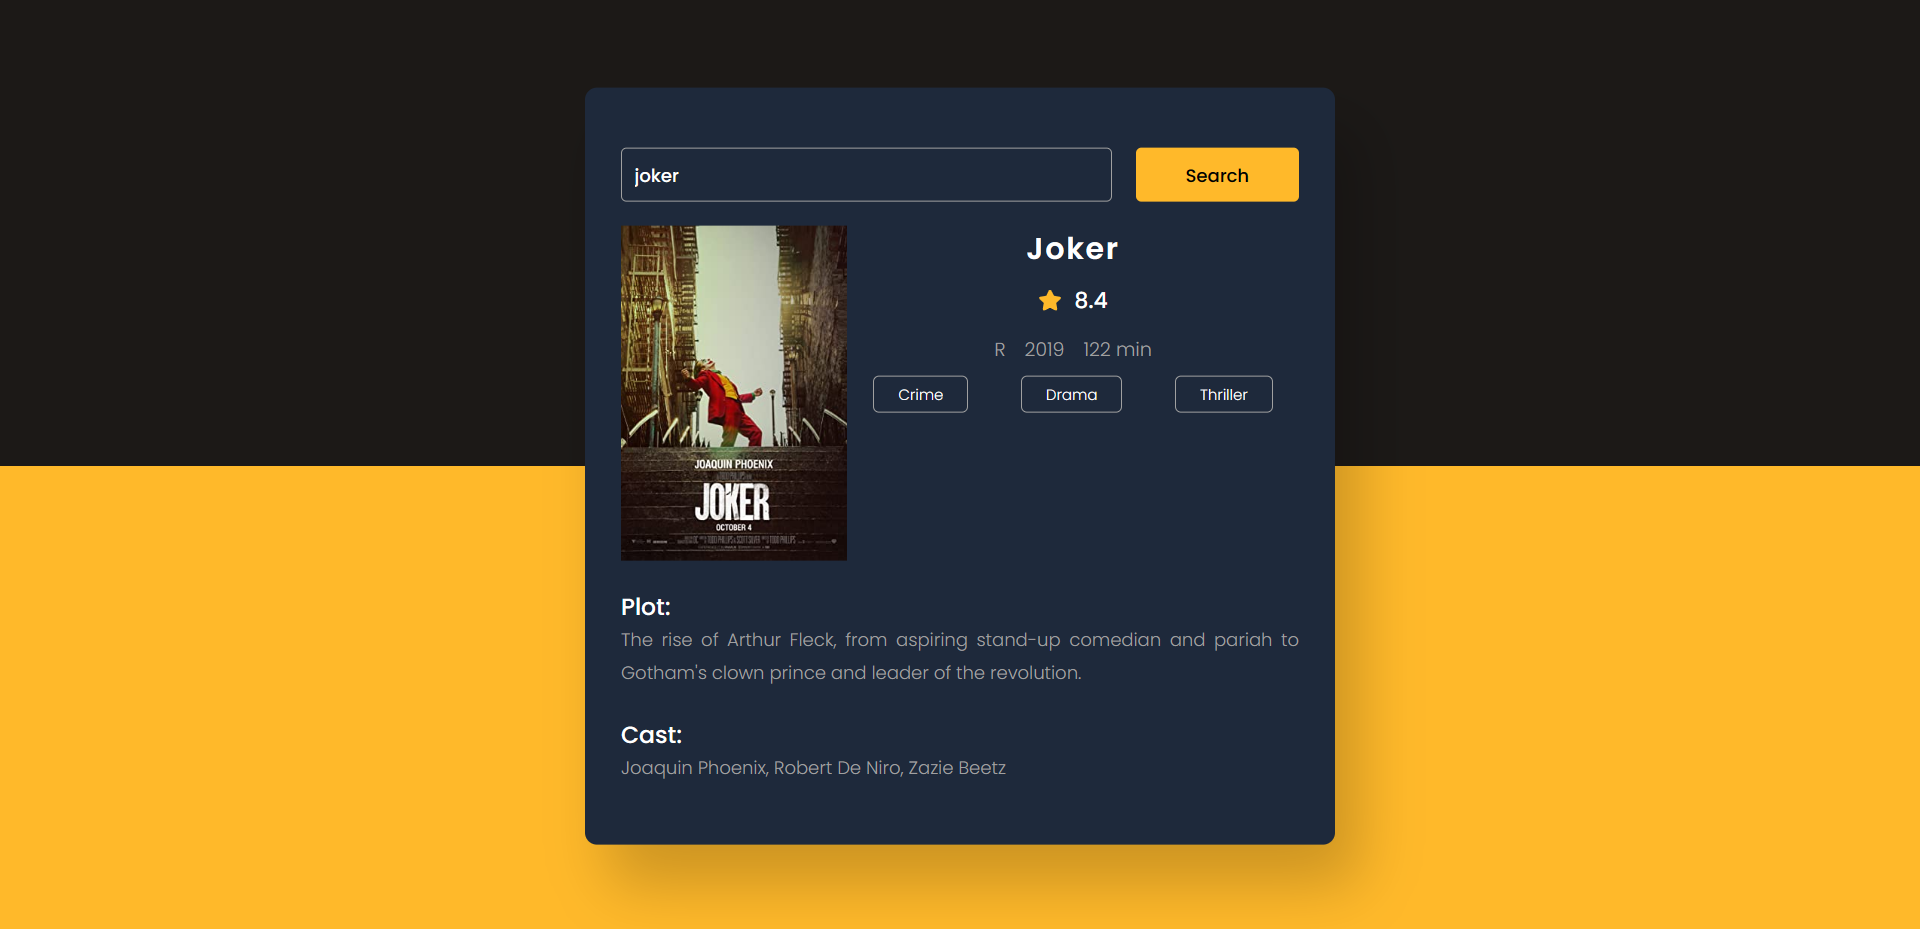 joker
Search
Joker
8.4
R 2019 122 min
Crime Drama Thriller
JOAQUIN PHOENIX
JOKER
OCTOBER 4
Plot:
The rise of Arthur Fleck, from aspiring stand-up comedian and pariah to
Gotham's clown prince and leader of the revolution.
Cast:
Joaquin Phoenix, Robert De Niro, Zazie Beetz